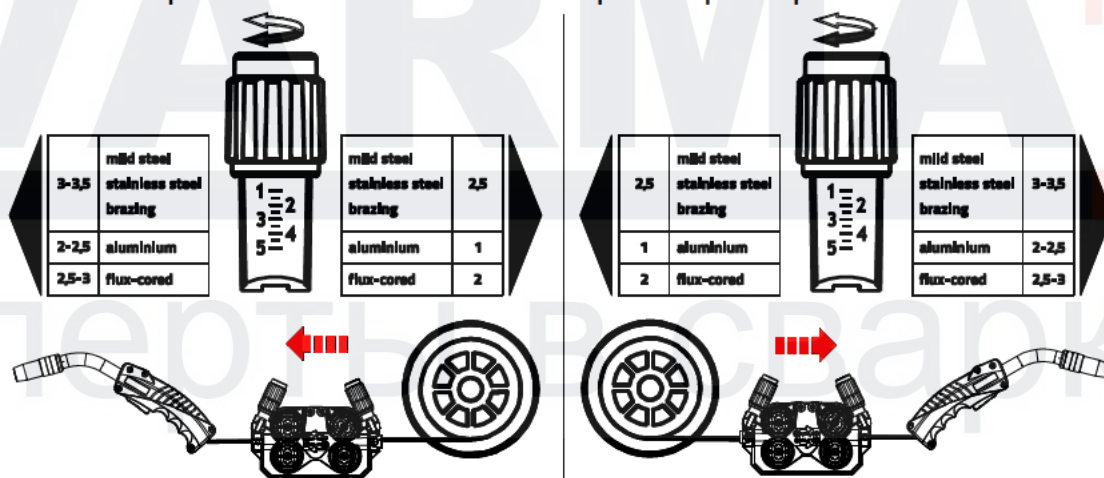 VARMA
mild steel
3-3,5 stainless steel
brazing
2-2,5 aluminium
2,5-3 flux-cored
1
2
3
4
5
mild steel
stainless steel 2,5
brazing
aluminium 1
flux-cored 2
mild steel
2,5 stainless steel
brazing
1 aluminium
2 flux-cored
1
2
3
4
5
mild steel
stainless steel 3-3,5
brazing
aluminium 2-2,5
flux-cored 2,5-3
перты в сварк